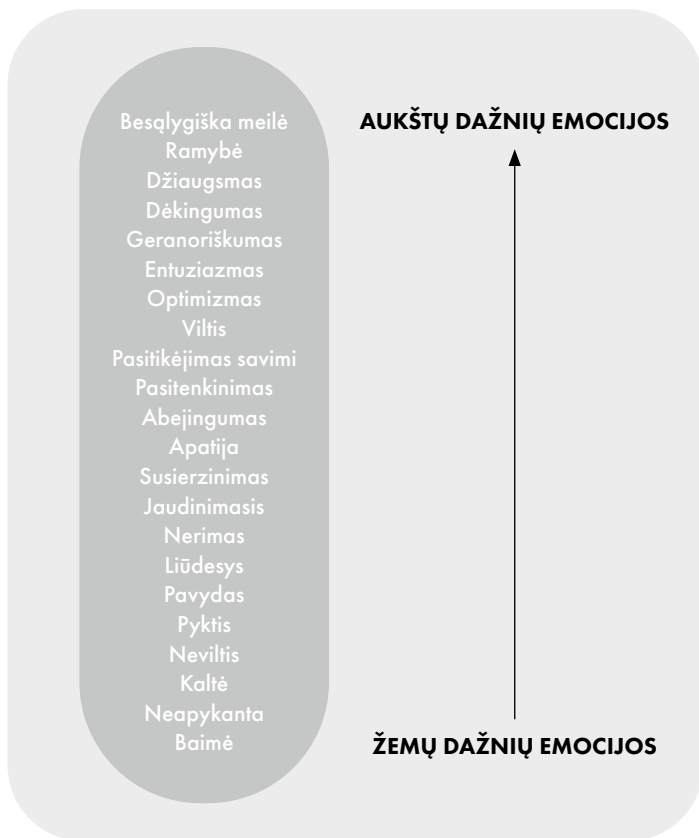 Besąlygiška meilė
Ramybė
Džiaugsmas
Dėkingumas
Geranoriškumas
Entuziazmas
Optimizmas
Viltis
Pasitikėjimas savimi
Pasitenkinimas
Abejingumas
Apatija
Susierzinimas
Jaudinimasis
Nerimas
Liūdesys
Pavydas
Pyktis
Neviltis
Kaltė
Neapykanta
Baimė
AUKŠTŲ DAŽNIŲ EMOCIJOS
ŽEMŲ DAŽNIŲ EMOCIJOS